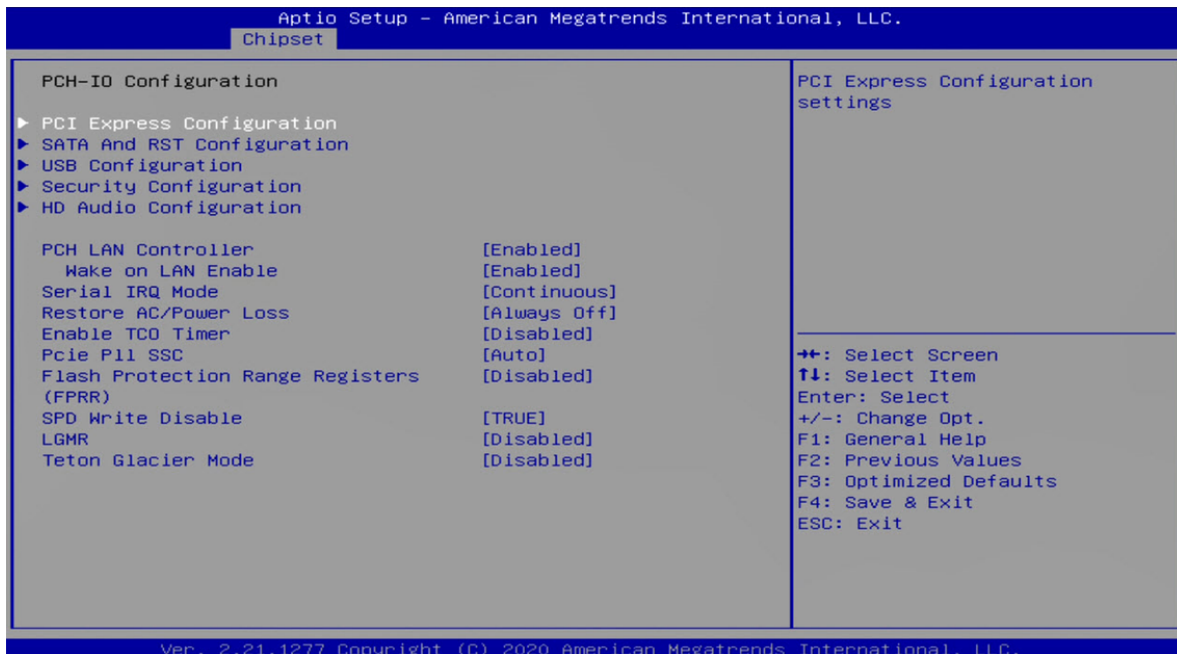 Aptio Setup – American Megatrends International, LLC.
Chipset
PCH-IO Configuration
▶ PCI Express Configuration
▶ SATA And RST Configuration
▶ USB Configuration
▶ Security Configuration
▶ HD Audio Configuration
PCH LAN Controller [Enabled]
Wake on LAN Enable [Enabled]
Serial IRQ Mode [Continuous]
Restore AC/Power Loss [Always Off]
Enable TCO Timer [Disabled]
Pcie Pll SSC [Auto]
Flash Protection Range Registers [Disabled]
(FPRR)
SPD Write Disable [TRUE]
LGMR [Disabled]
Teton Glacier Mode [Disabled]
PCI Express Configuration
settings
→←: Select Screen
↑↓: Select Item
Enter: Select
+/-: Change Opt.
F1: General Help
F2: Previous Values
F3: Optimized Defaults
F4: Save & Exit
ESC: Exit
Ver. 2.21.1277 Copyright (C) 2020 American Megatrends International, LLC.